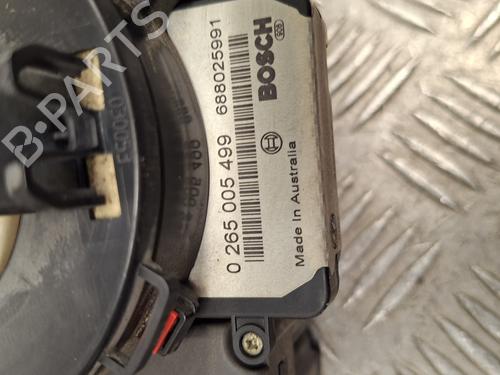 0 265 005 499
688025991
BOSCH
Made In Australia
B-PARTS